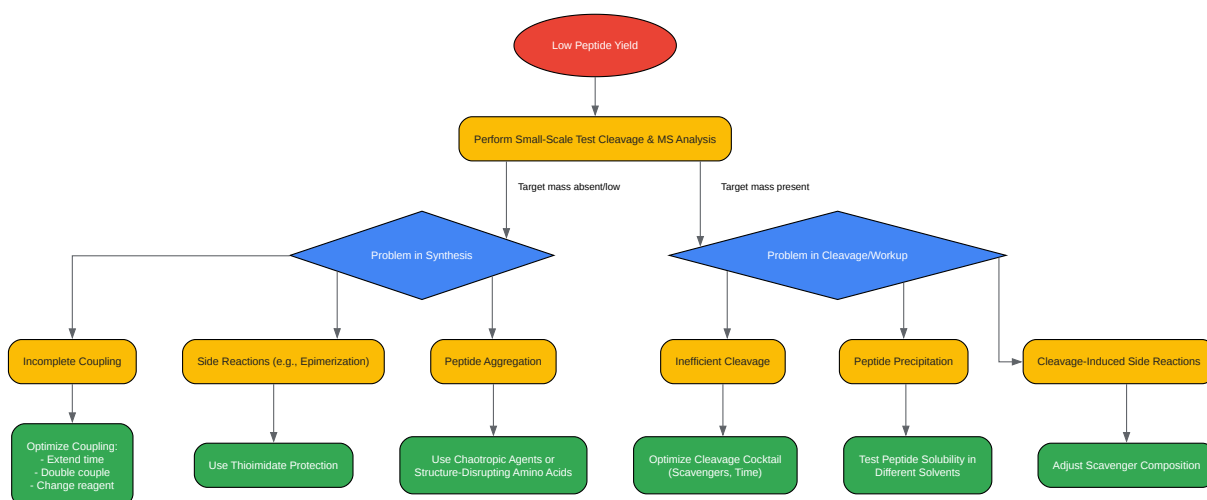 Low Peptide Yield
Perform Small-Scale Test Cleavage & MS Analysis
Target mass absent/low
Target mass present
Problem in Synthesis
Problem in Cleavage/Workup
Incomplete Coupling
Side Reactions (e.g., Epimerization)
Peptide Aggregation
Inefficient Cleavage
Peptide Precipitation
Cleavage-Induced Side Reactions
Optimize Coupling:
- Extend time
- Double couple
- Change reagent
Use Thioimidate Protection
Use Chaotropic Agents or
Structure-Disrupting Amino Acids
Optimize Cleavage Cocktail
(Scavengers, Time)
Test Peptide Solubility in
Different Solvents
Adjust Scavenger Composition